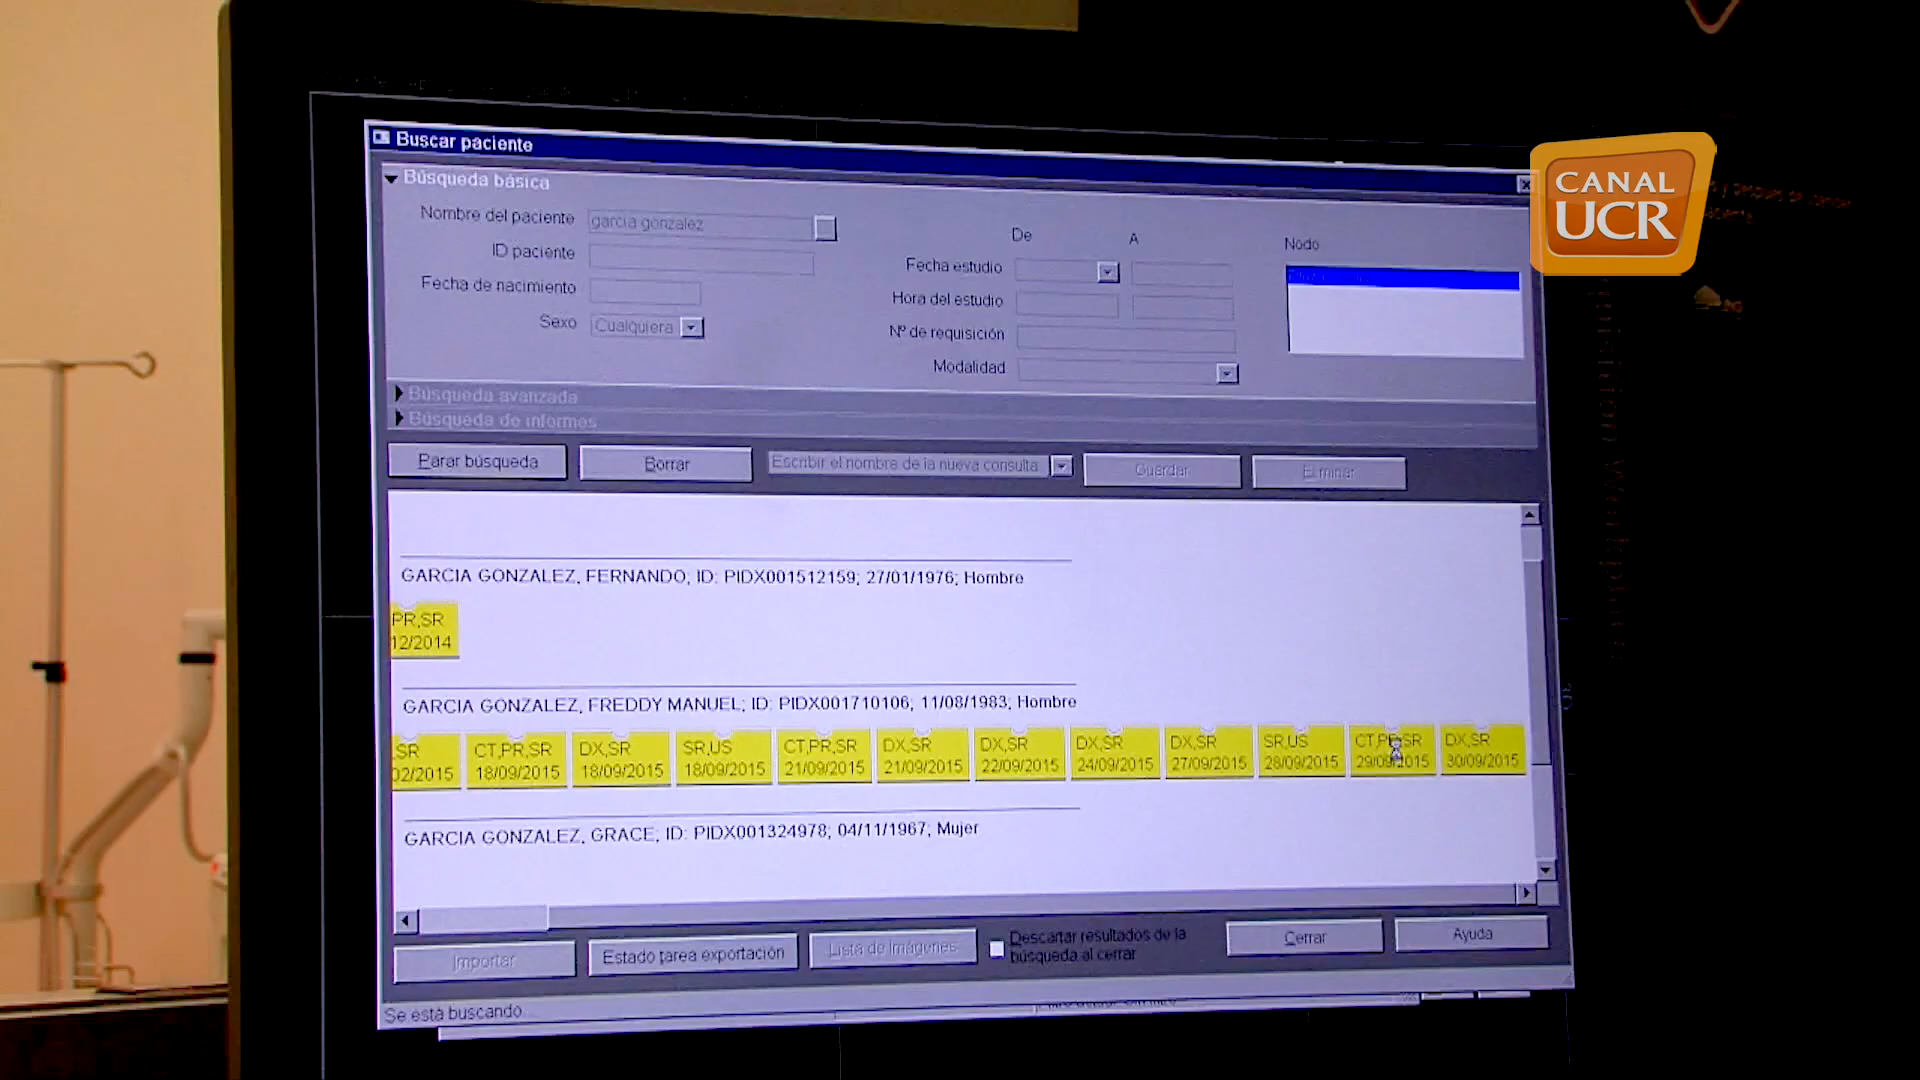 Buscar paciente
CANAL
UCR
Búsqueda básica
Nombre del paciente garcia gonzalez
ID paciente
Fecha de nacimiento
Sexo Cualquiera
De A
Fecha estudio
Hora del estudio
Nº de requisición
Modalidad
Nodo
Búsqueda avanzada
Búsqueda de informes
Parar búsqueda Borrar Escribir el nombre de la nueva consulta Guardar Eliminar
GARCIA GONZALEZ, FERNANDO; ID: PIDX001512159; 27/01/1976; Hombre
PR,SR
12/2014
GARCIA GONZALEZ, FREDDY MANUEL; ID: PIDX001710106; 11/08/1983; Hombre
,SR CT,PR,SR DX,SR SR,US CT,PR,SR DX,SR DX,SR DX,SR DX,SR SR,US CT,PR,SR DX,SR
02/2015 18/09/2015 18/09/2015 18/09/2015 21/09/2015 21/09/2015 22/09/2015 24/09/2015 27/09/2015 28/09/2015 29/09/2015 30/09/2015
GARCIA GONZALEZ, GRACE; ID: PIDX001324978; 04/11/1967; Mujer
Importar Estado tarea exportación Lista de imágenes
Descartar resultados de la
búsqueda al cerrar
Cerrar Ayuda
Se está buscando...